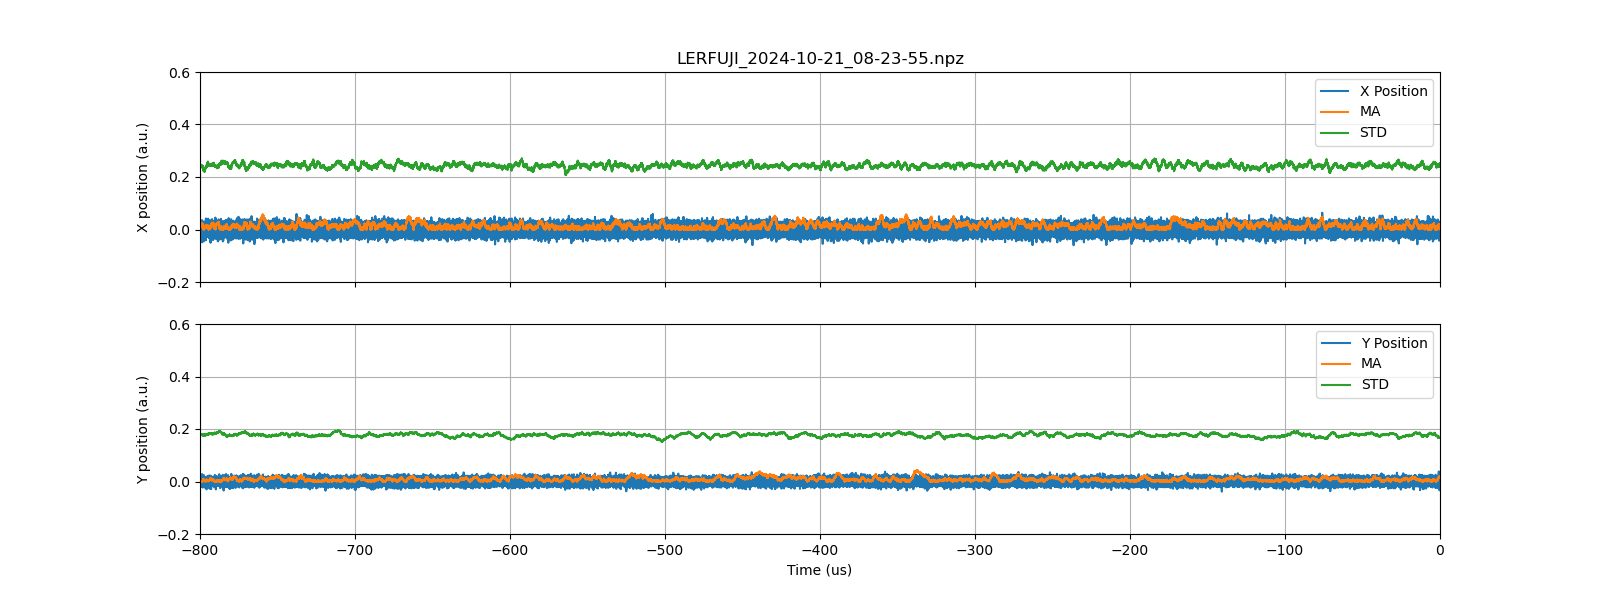 LERFUJI_2024-10-21_08-23-55.npz
X position (a.u.)
0.6
0.4
0.2
0.0
−0.2
X Position
MA
STD
Y position (a.u.)
0.6
0.4
0.2
0.0
−0.2
Y Position
MA
STD
−800 −700 −600 −500 −400 −300 −200 −100 0
Time (us)